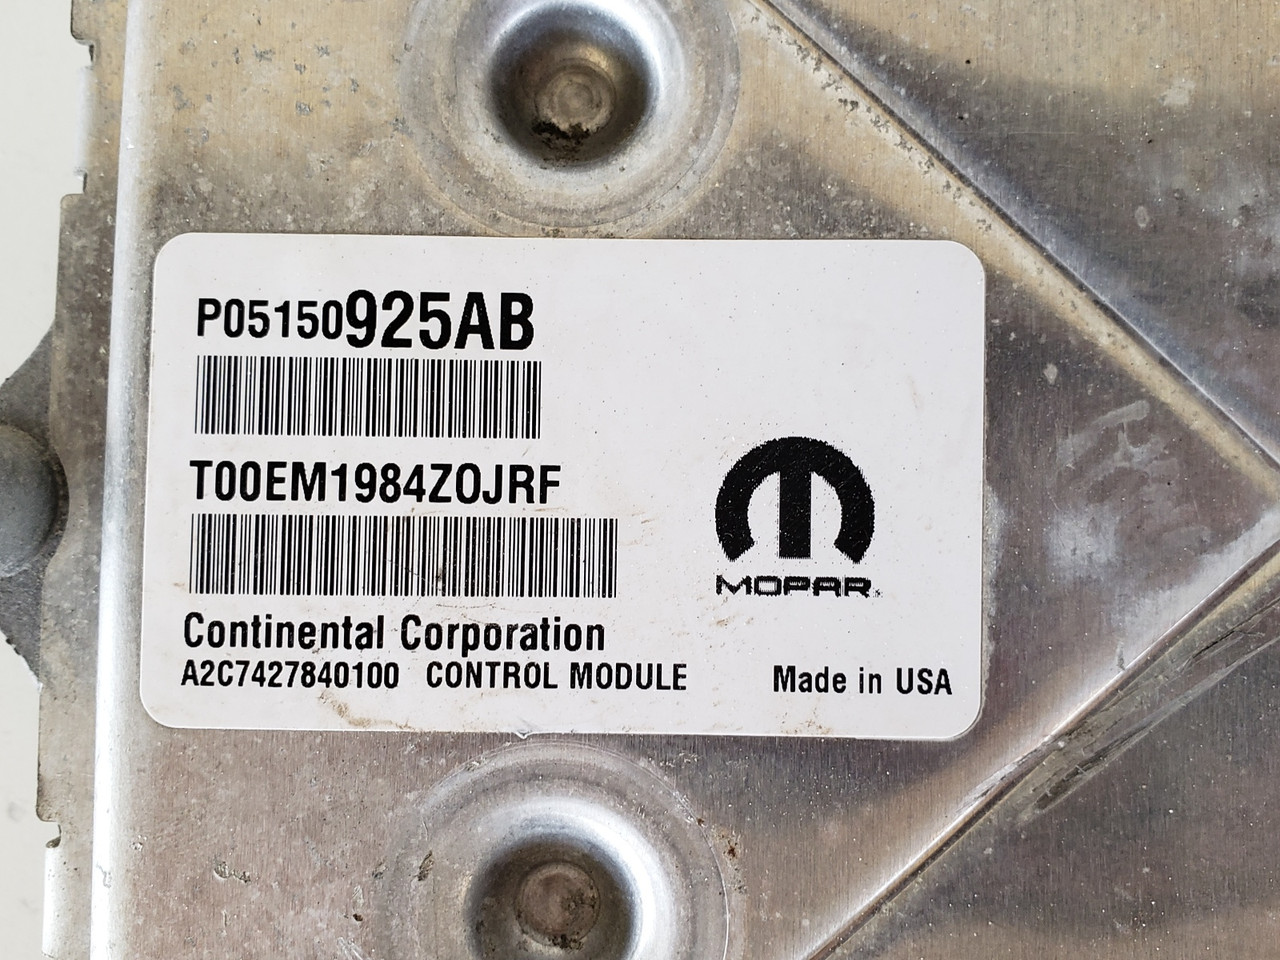 P05150925AB
T00EM1984Z0JRF
MOPAR
Continental Corporation
A2C7427840100 CONTROL MODULE Made in USA